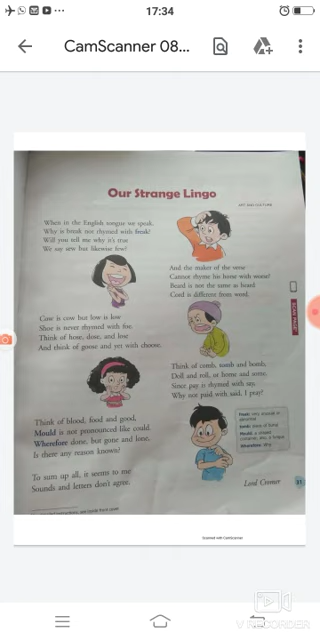 17:34
CamScanner 08...
Our Strange Lingo
ART AND CULTURE
When in the English tongue we speak.
Why is break not rhymed with freak?
Will you tell me why it's true
We say sew but likewise few?
And the maker of the verse
Cannot rhyme his horse with worse?
Beard is not the same as heard
Cord is different from word.
Cow is cow but low is low
Shoe is never rhymed with foe.
Think of hose, dose, and lose
And think of goose and yet with choose.
Think of comb, tomb and bomb,
Doll and roll, or home and some,
Since pay is rhymed with say,
Why not paid with said, I pray?
Think of blood, food and good,
Mould is not pronounced like could.
Wherefore done, but gone and lone,
Is there any reason known?
To sum up all, it seems to me
Sounds and letters don't agree.
Lord Cromer
31
Scanned with CamScanner
RECORDER